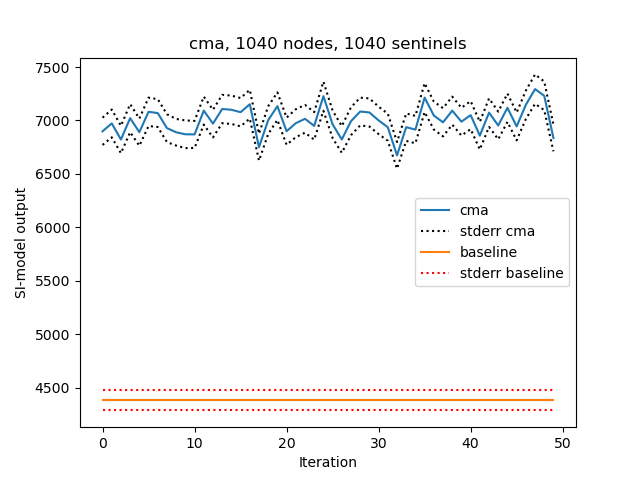 cma, 1040 nodes, 1040 sentinels
7500
7000
6500
6000
5500
5000
4500
SI-model output
cma
stderr cma
baseline
stderr baseline
0 10 20 30 40 50
Iteration